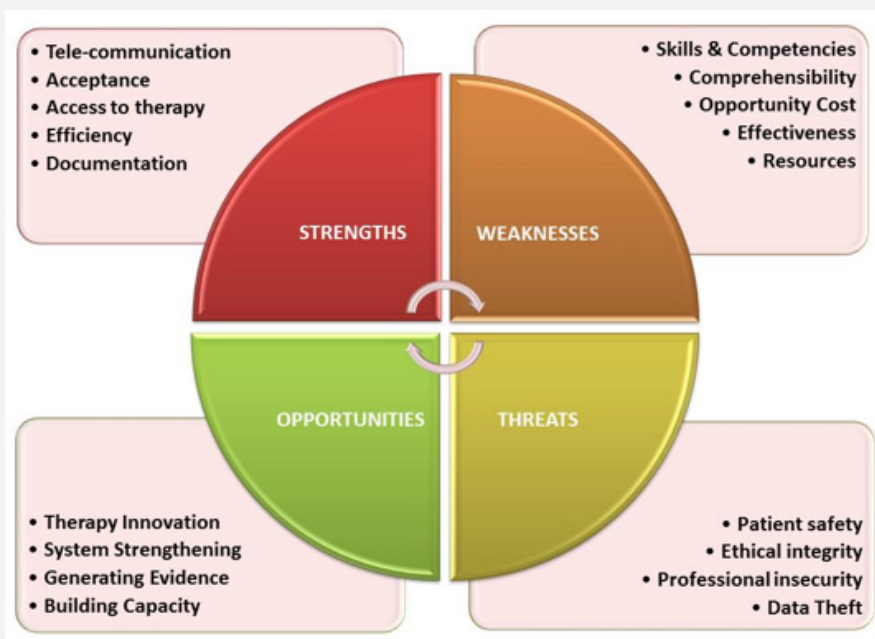 • Tele-communication
• Acceptance
• Access to therapy
• Efficiency
• Documentation
• Skills & Competencies
• Comprehensibility
• Opportunity Cost
• Effectiveness
• Resources
STRENGTHS
WEAKNESSES
OPPORTUNITIES
THREATS
• Therapy Innovation
• System Strengthening
• Generating Evidence
• Building Capacity
• Patient safety
• Ethical integrity
• Professional insecurity
• Data Theft